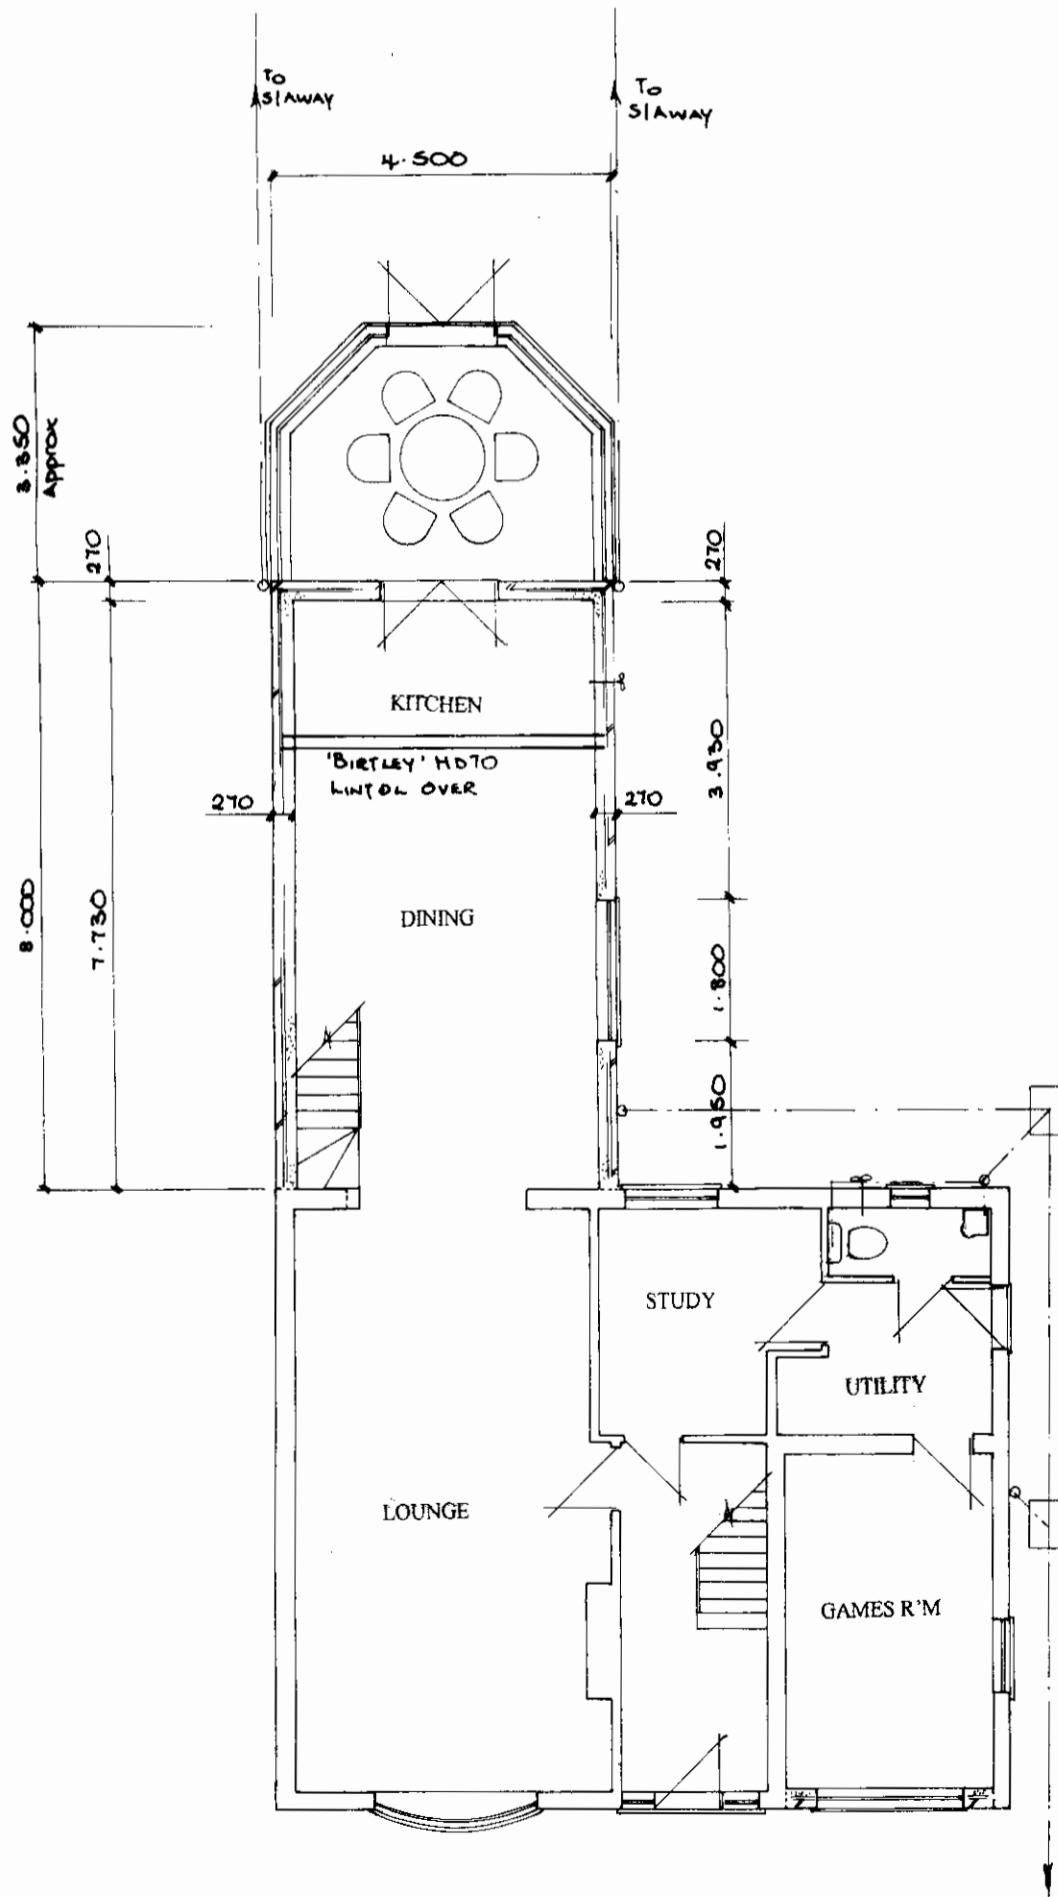 TO
S/AWAY
TO
S/AWAY
4.500
3.350
Approx
270
270
KITCHEN
'BIRTLEY' HD70
LINTOL OVER
270
270
3.930
DINING
8.000
7.730
1.800
1.950
STUDY
UTILITY
LOUNGE
GAMES R'M